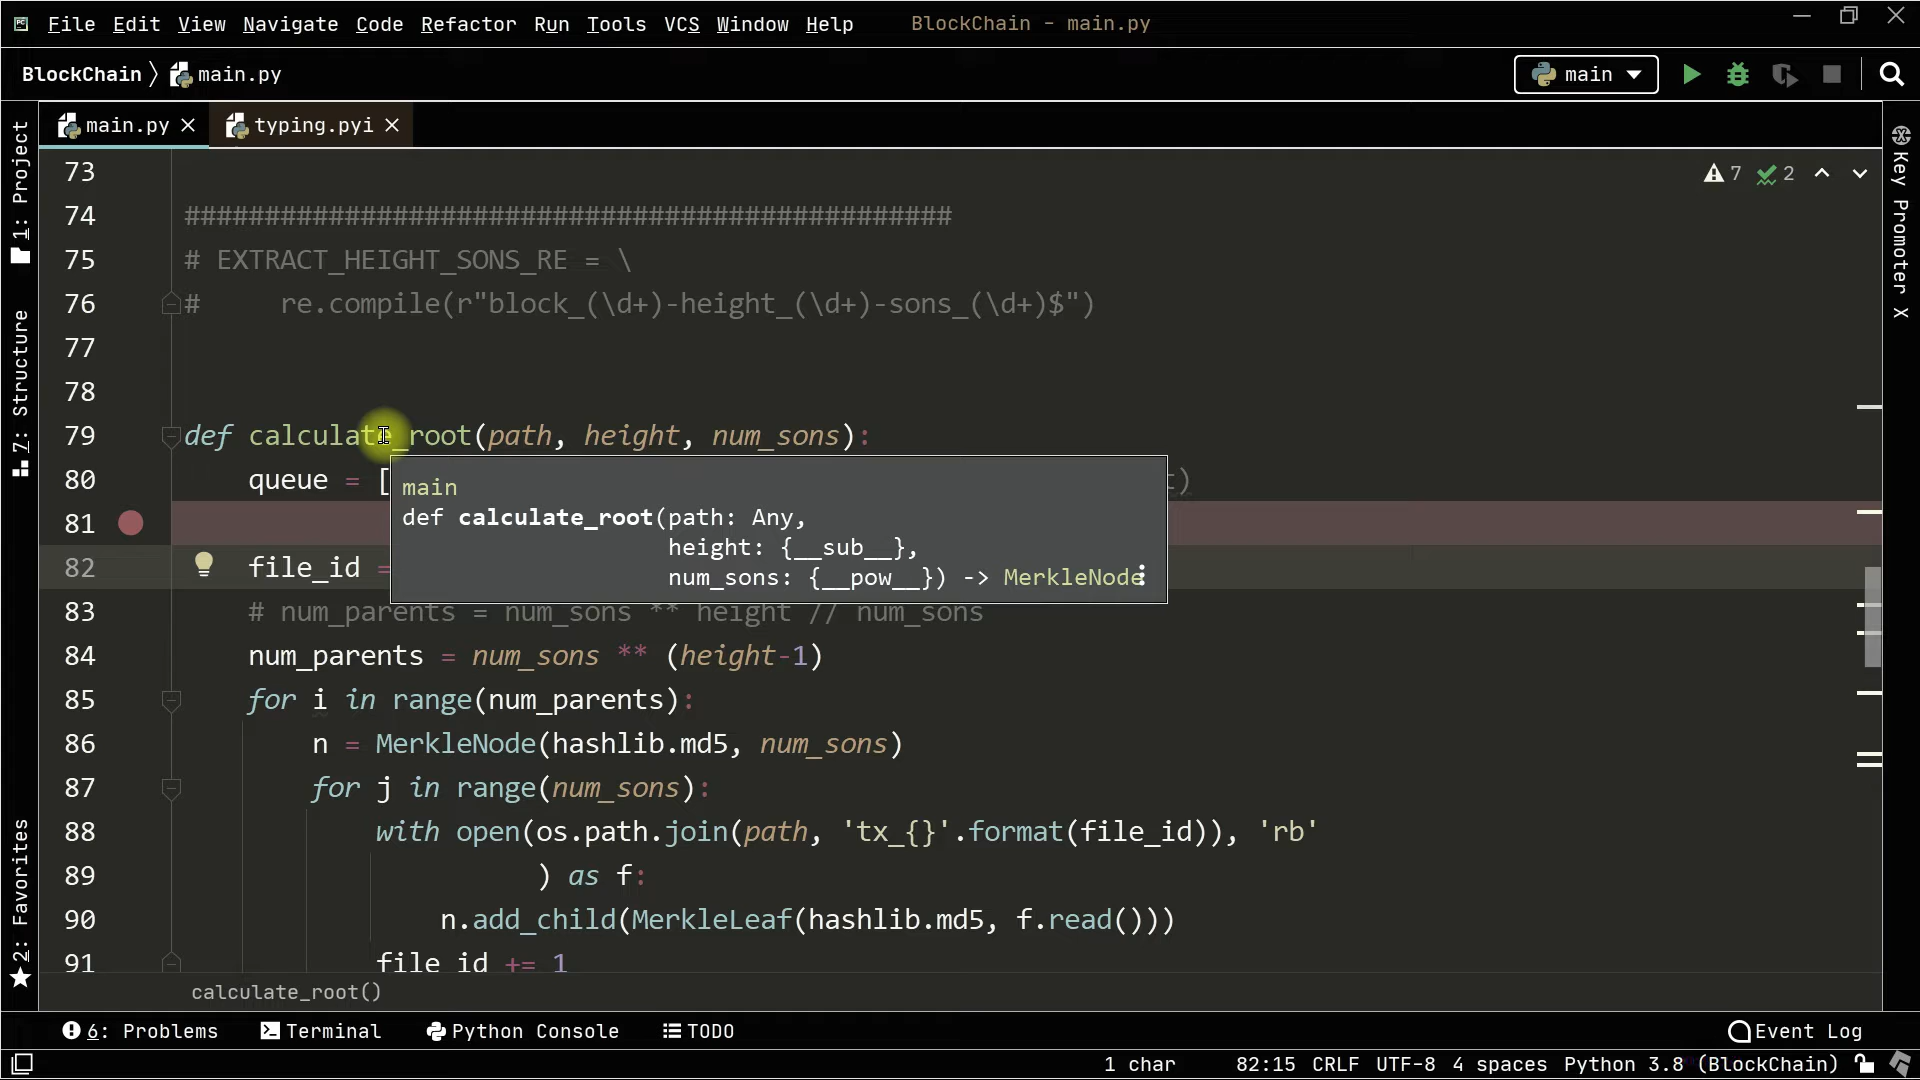 File Edit View Navigate Code Refactor Run Tools VCS Window Help BlockChain - main.py
BlockChain main.py main
main.py typing.pyi
1: Project
7: Structure
2: Favorites
Key Promoter X
7 2
73
74 ################################################
75 # EXTRACT_HEIGHT_SONS_RE = \
76 #     re.compile(r"block_(\d+)-height_(\d+)-sons_(\d+)$")
77
78
79 def calculate_root(path, height, num_sons):
80     queue = [
main
def calculate_root(path: Any,
height: {__sub__},
num_sons: {__pow__}) -> MerkleNode
81
82     file_id =
83     # num_parents = num_sons ** height // num_sons
84     num_parents = num_sons ** (height-1)
85     for i in range(num_parents):
86         n = MerkleNode(hashlib.md5, num_sons)
87         for j in range(num_sons):
88             with open(os.path.join(path, 'tx_{}'.format(file_id)), 'rb'
89                       ) as f:
90                 n.add_child(MerkleLeaf(hashlib.md5, f.read()))
91             file_id += 1
calculate_root()
6: Problems Terminal Python Console TODO Event Log
1 char 82:15 CRLF UTF-8 4 spaces Python 3.8 (BlockChain)